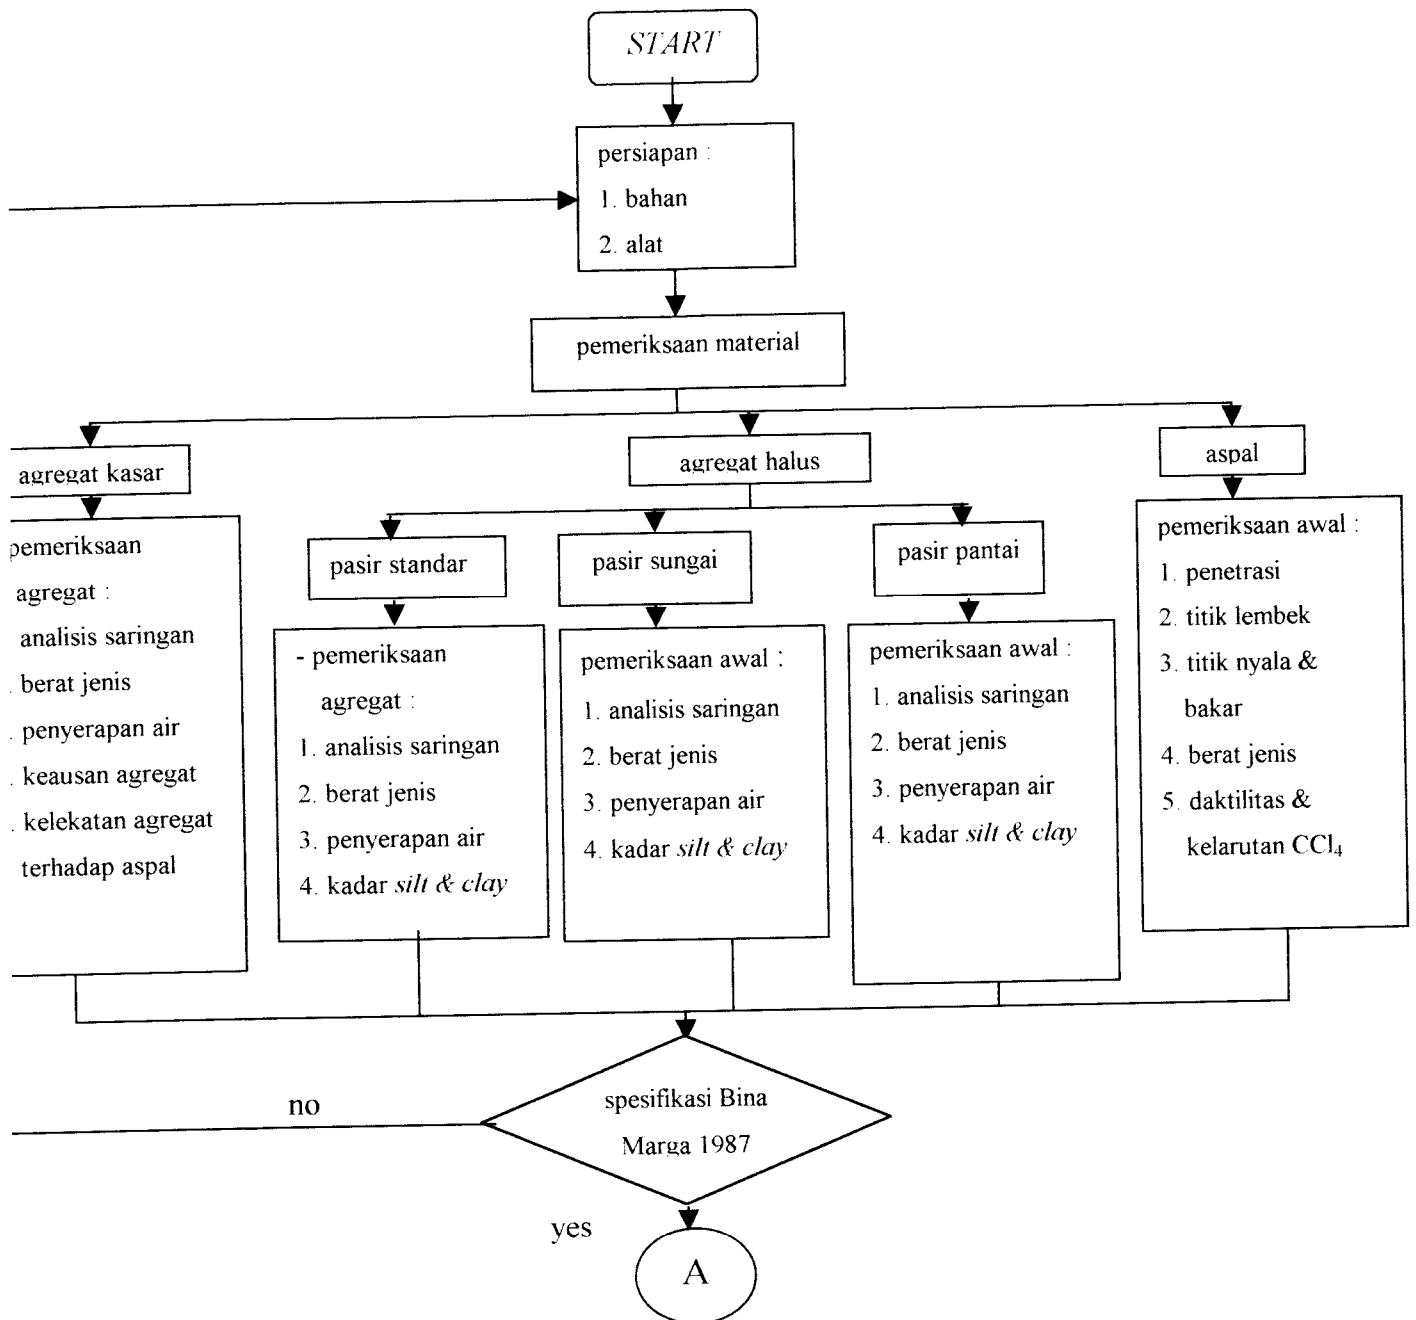 START
persiapan :
1. bahan
2. alat
pemeriksaan material
agregat kasar
agregat halus
aspal
pemeriksaan
agregat :
analisis saringan
. berat jenis
. penyerapan air
. keausan agregat
. kelekatan agregat
terhadap aspal
pasir standar
- pemeriksaan
agregat :
1. analisis saringan
2. berat jenis
3. penyerapan air
4. kadar silt & clay
pasir sungai
pemeriksaan awal :
1. analisis saringan
2. berat jenis
3. penyerapan air
4. kadar silt & clay
pasir pantai
pemeriksaan awal :
1. analisis saringan
2. berat jenis
3. penyerapan air
4. kadar silt & clay
pemeriksaan awal :
1. penetrasi
2. titik lembek
3. titik nyala &
bakar
4. berat jenis
5. daktilitas &
kelarutan CCl₄
spesifikasi Bina
Marga 1987
no
yes
A